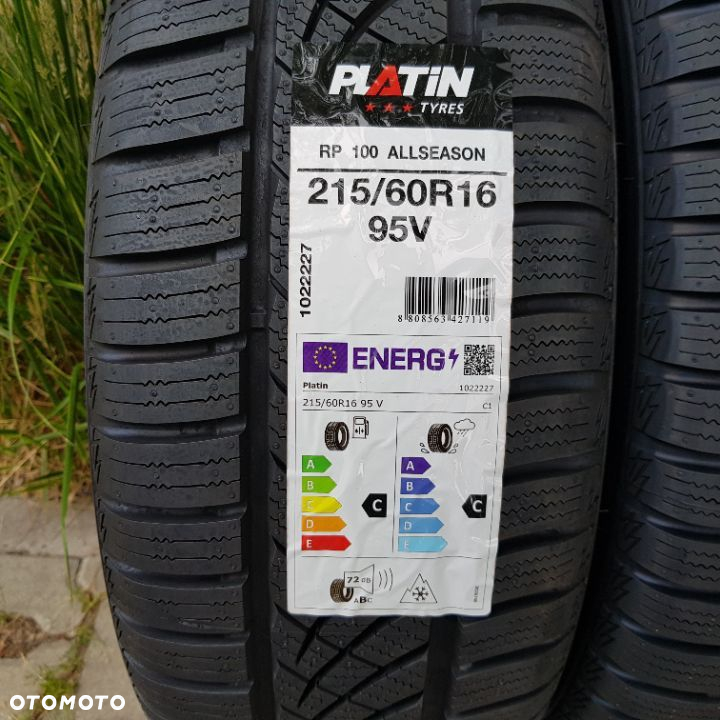 PLATiN
TYRES
RP 100 ALLSEASON
215/60R16
95V
1022227
8 808563 427119
ENERG
Platin 1022227
215/60R16 95 V C1
A
B
C
D
E
C
A
B
C
D
E
C
72 dB
ABC
OTOMOTO